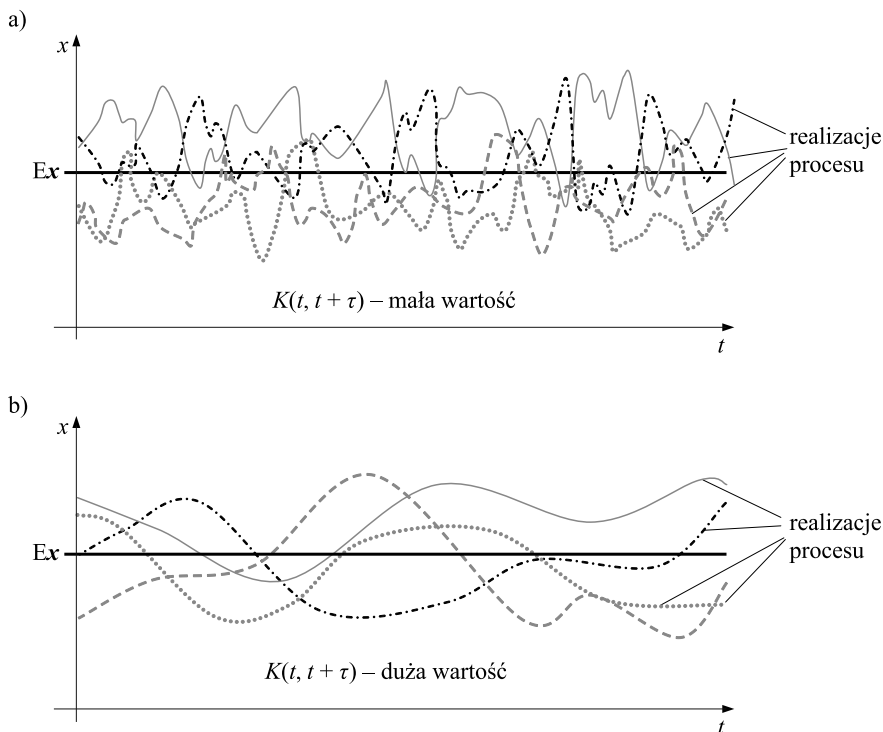 a)
x
realizacje
procesu
Ex
K(t, t + τ) – mała wartość
t
b)
x
realizacje
procesu
Ex
K(t, t + τ) – duża wartość
t